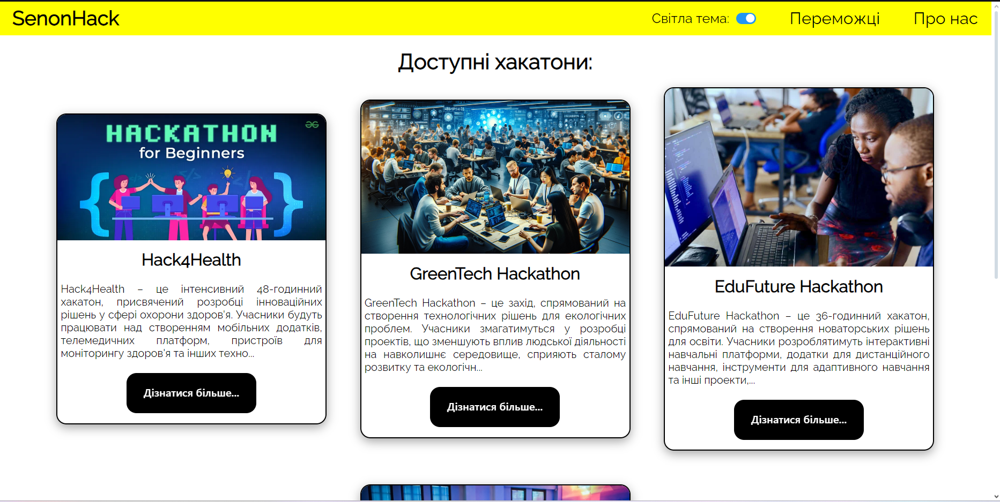 SenonHack
Світла тема:
Переможці
Про нас
Доступні хакатони:
HACKATHON
for Beginners
Hack4Health
Hack4Health – це інтенсивний 48-годинний
хакатон, присвячений розробці інноваційних
рішень у сфері охорони здоров'я. Учасники будуть
працювати над створенням мобільних додатків,
телемедичних платформ, пристроїв для
моніторингу здоров'я та інших техно...
Дізнатися більше...
GreenTech Hackathon
GreenTech Hackathon – це захід, спрямований на
створення технологічних рішень для екологічних
проблем. Учасники змагатимуться у розробці
проектів, що зменшують вплив людської діяльності
на навколишнє середовище, сприяють сталому
розвитку та екологічн...
Дізнатися більше...
EduFuture Hackathon
EduFuture Hackathon – це 36-годинний хакатон,
спрямований на створення новаторських рішень
для освіти. Учасники розроблятимуть інтерактивні
навчальні платформи, додатки для дистанційного
навчання, інструменти для адаптивного навчання
та інші проекти,...
Дізнатися більше...